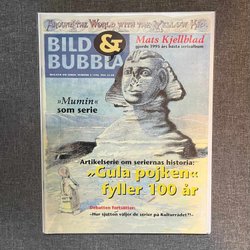 AROUND THE WORLD WITH THE YELLOW KID
BILD &
BUBBLA
Mats Kjellblad
gjorde 1995 års bästa seriealbum
»Mumin«
som serie
Artikelserie om seriernas historia:
»Gula pojken«
fyller 100 år
Debatten fortsätter:
»Hur sjutton väljer de serier på Kulturrådet?!«